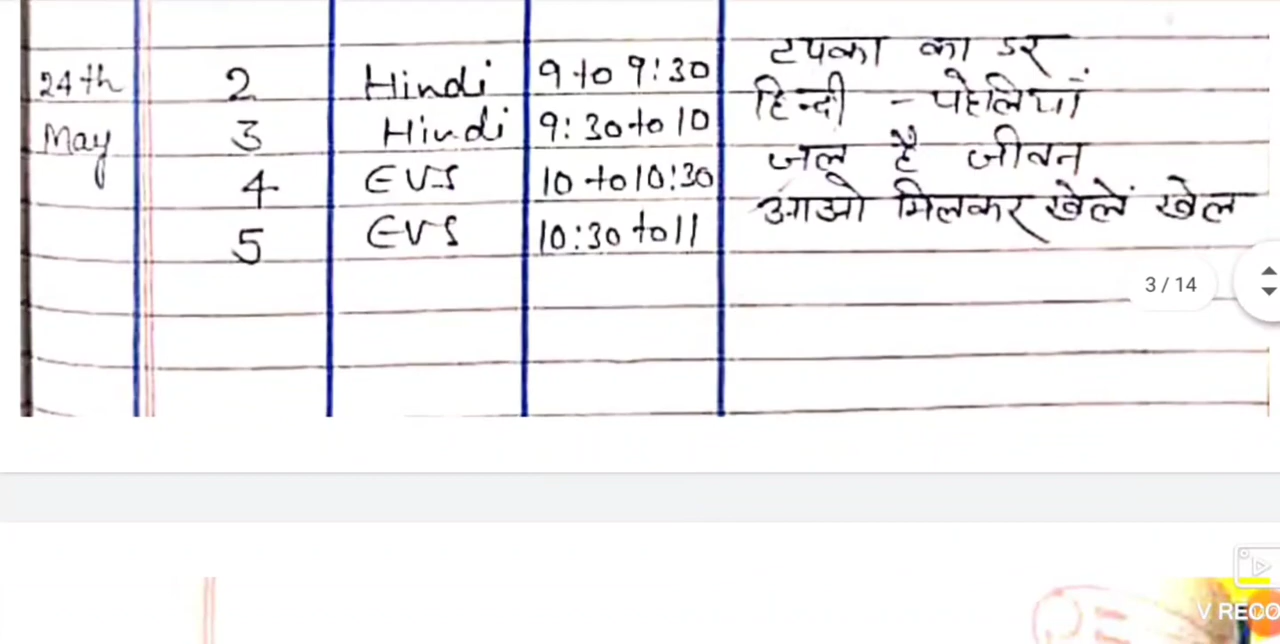 24th 2 Hindi 9 to 9:30 टपका का डर
May 3 Hindi 9:30 to 10 हिन्दी - पहेलियाँ
4 EVS 10 to 10:30 जल है जीवन
5 EVS 10:30 to 11 आओ मिलकर खेलें खेल
3 / 14
V RECO